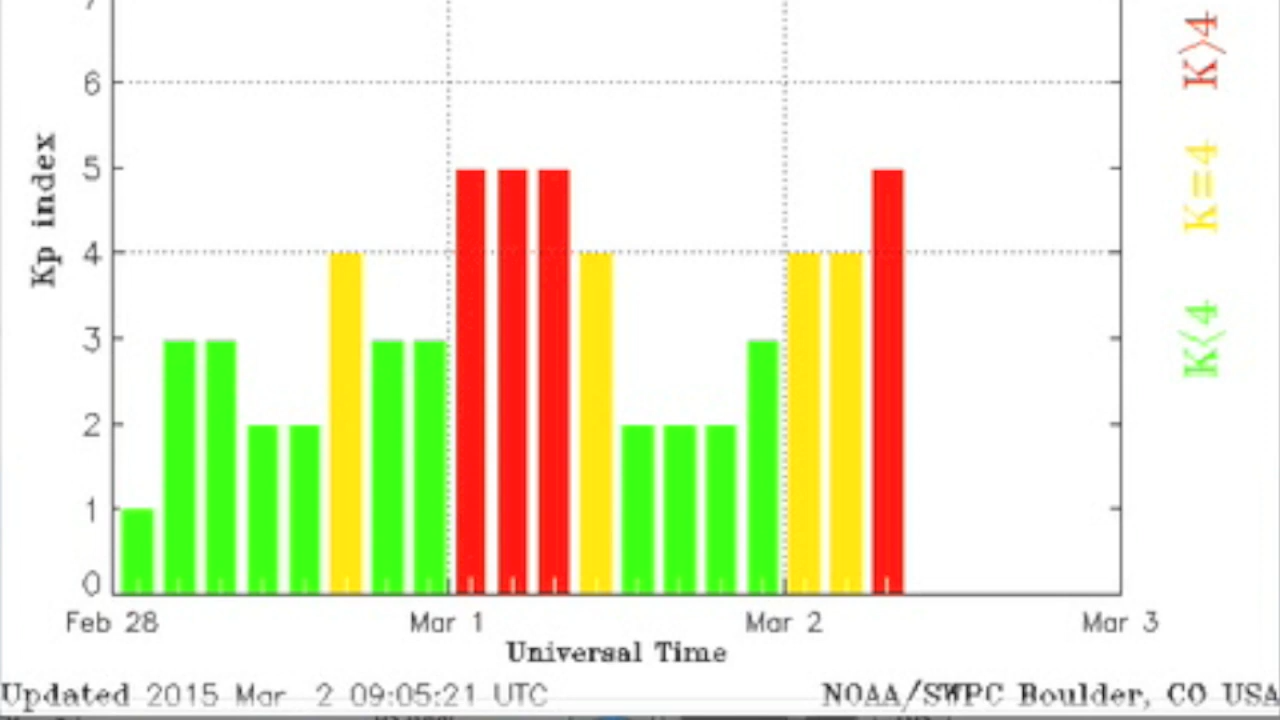 7
6
5
4
3
2
1
0
Kp index
Feb 28 Mar 1 Mar 2 Mar 3
Universal Time
K>4
K=4
K<4
Updated 2015 Mar 2 09:05:21 UTC
NOAA/SWPC Boulder, CO USA